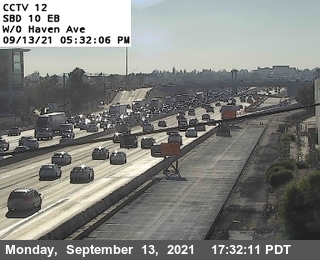 CCTV 12
SBD 10 EB
W/O Haven Ave
09/13/21 05:32:06 PM
Monday, September 13, 2021 17:32:11 PDT